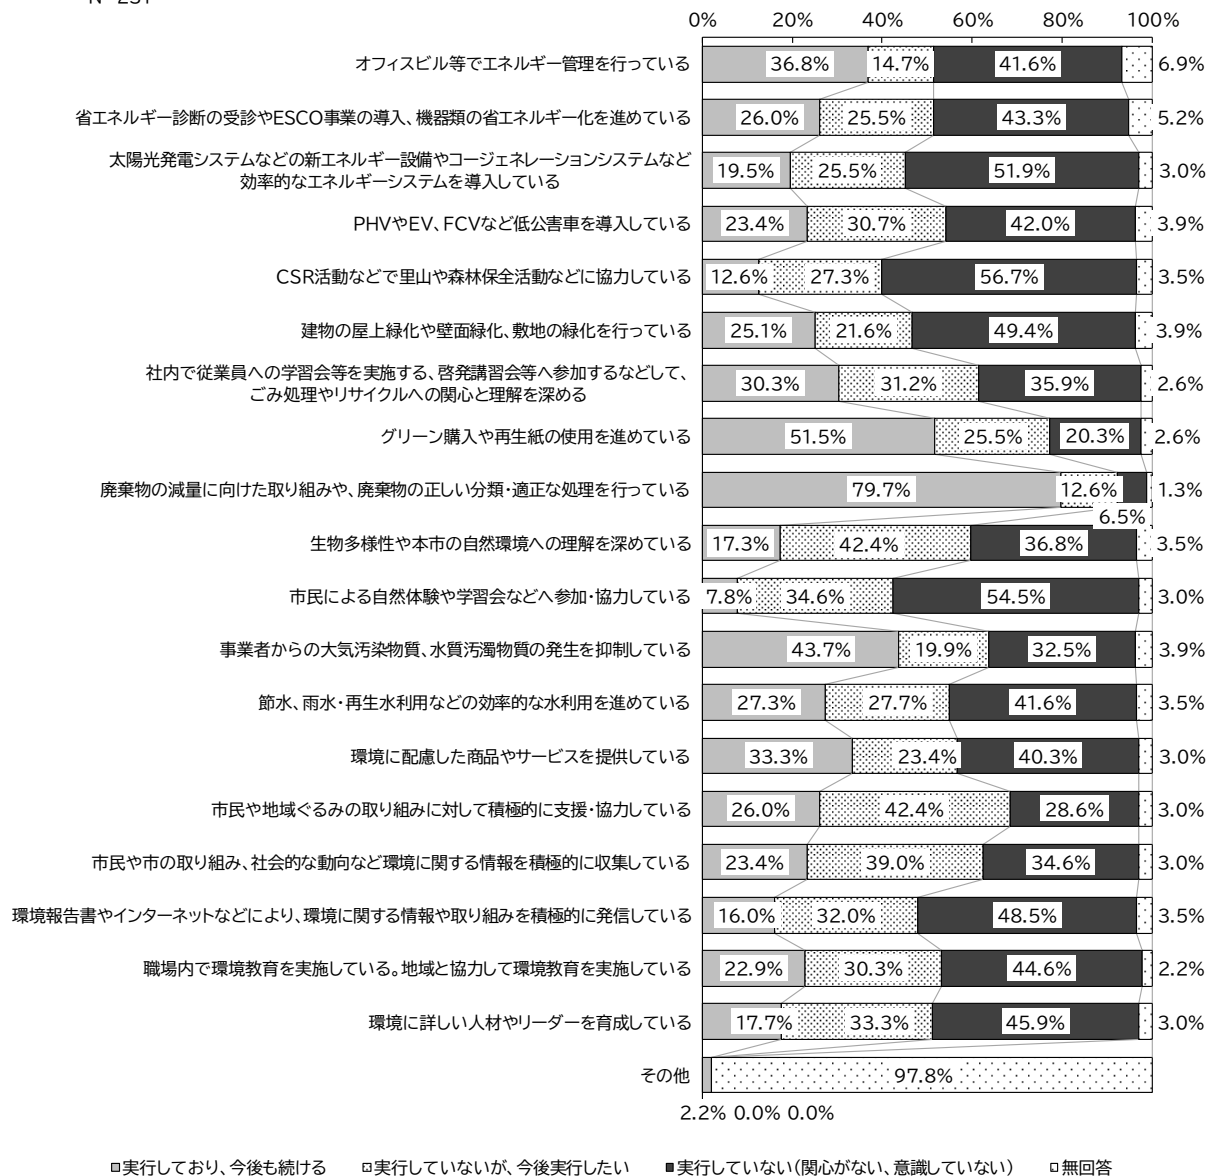 0% 20% 40% 60% 80% 100%
オフィスビル等でエネルギー管理を行っている 36.8% 14.7% 41.6% 6.9%
省エネルギー診断の受診やESCO事業の導入、機器類の省エネルギー化を進めている 26.0% 25.5% 43.3% 5.2%
太陽光発電システムなどの新エネルギー設備やコージェネレーションシステムなど
効率的なエネルギーシステムを導入している 19.5% 25.5% 51.9% 3.0%
PHVやEV、FCVなど低公害車を導入している 23.4% 30.7% 42.0% 3.9%
CSR活動などで里山や森林保全活動などに協力している 12.6% 27.3% 56.7% 3.5%
建物の屋上緑化や壁面緑化、敷地の緑化を行っている 25.1% 21.6% 49.4% 3.9%
社内で従業員への学習会等を実施する、啓発講習会等へ参加するなどして、
ごみ処理やリサイクルへの関心と理解を深める 30.3% 31.2% 35.9% 2.6%
グリーン購入や再生紙の使用を進めている 51.5% 25.5% 20.3% 2.6%
廃棄物の減量に向けた取り組みや、廃棄物の正しい分類・適正な処理を行っている 79.7% 12.6% 1.3%
6.5%
生物多様性や本市の自然環境への理解を深めている 17.3% 42.4% 36.8% 3.5%
市民による自然体験や学習会などへ参加・協力している 7.8% 34.6% 54.5% 3.0%
事業者からの大気汚染物質、水質汚濁物質の発生を抑制している 43.7% 19.9% 32.5% 3.9%
節水、雨水・再生水利用などの効率的な水利用を進めている 27.3% 27.7% 41.6% 3.5%
環境に配慮した商品やサービスを提供している 33.3% 23.4% 40.3% 3.0%
市民や地域ぐるみの取り組みに対して積極的に支援・協力している 26.0% 42.4% 28.6% 3.0%
市民や市の取り組み、社会的な動向など環境に関する情報を積極的に収集している 23.4% 39.0% 34.6% 3.0%
環境報告書やインターネットなどにより、環境に関する情報や取り組みを積極的に発信している 16.0% 32.0% 48.5% 3.5%
職場内で環境教育を実施している。地域と協力して環境教育を実施している 22.9% 30.3% 44.6% 2.2%
環境に詳しい人材やリーダーを育成している 17.7% 33.3% 45.9% 3.0%
その他 97.8%
2.2% 0.0% 0.0%
実行しており、今後も続ける 実行していないが、今後実行したい 実行していない（関心がない、意識していない） 無回答